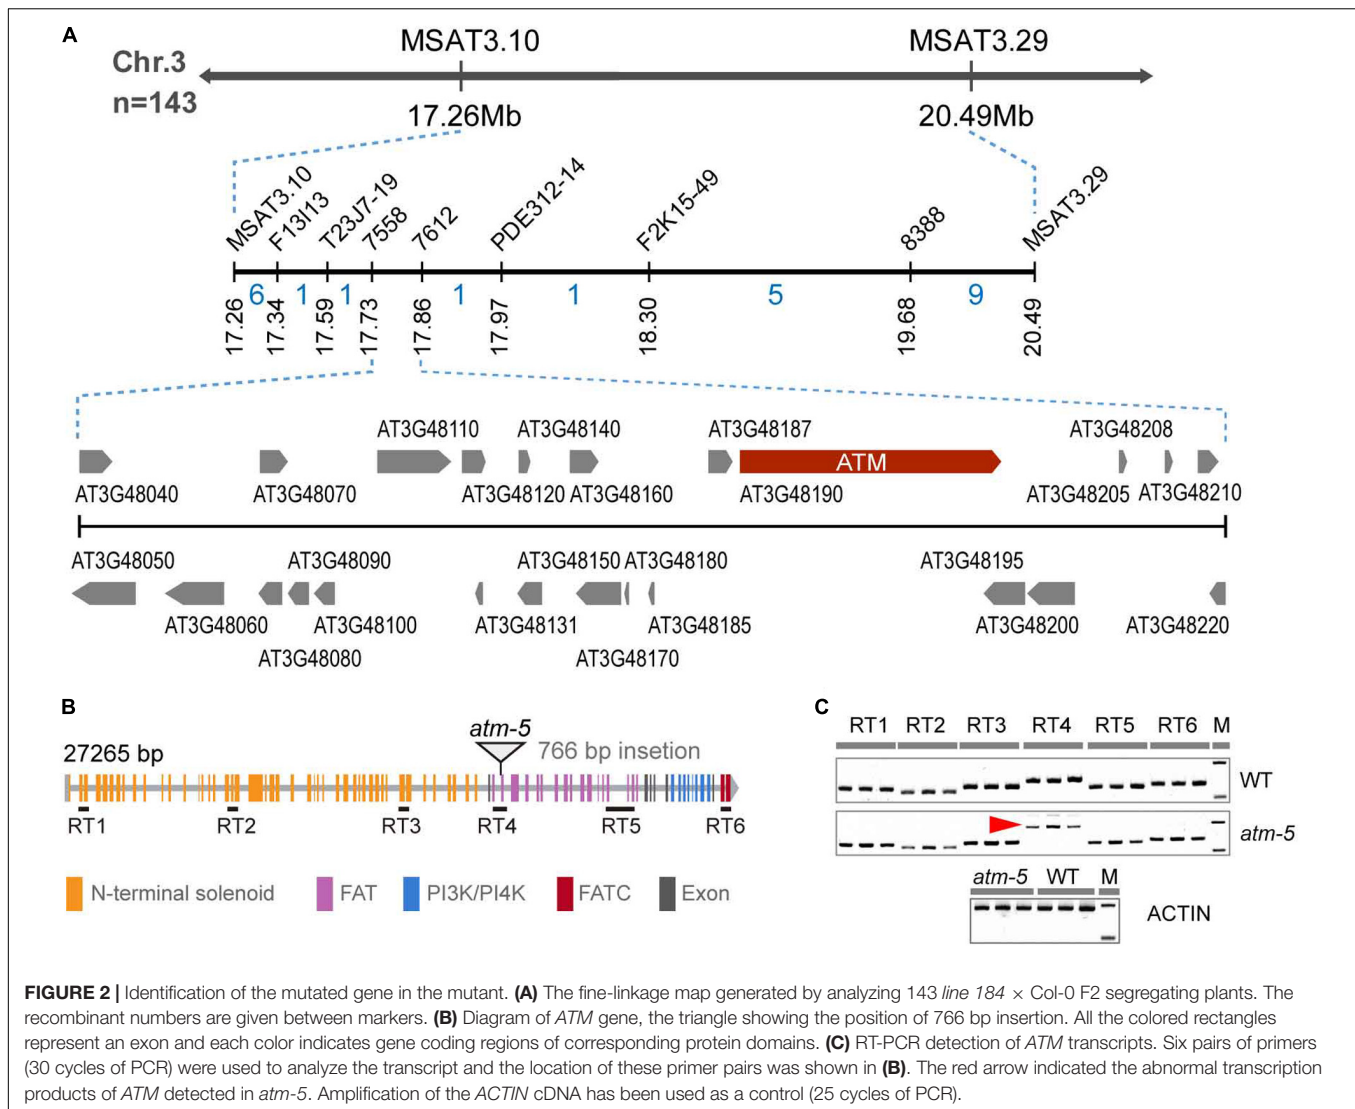 A
MSAT3.10 MSAT3.29
Chr.3
n=143
17.26Mb 20.49Mb
MSAT3.10 F13I13 T23J7-19 7558 7612 PDE312-14 F2K15-49 8388 MSAT3.29
6 1 1 1 1 5 9
17.26 17.34 17.59 17.73 17.86 17.97 18.30 19.68 20.49
AT3G48110 AT3G48140 AT3G48187 AT3G48208
ATM
AT3G48040 AT3G48070 AT3G48120 AT3G48160 AT3G48190 AT3G48205 AT3G48210
AT3G48050 AT3G48090 AT3G48150 AT3G48180 AT3G48195
AT3G48060 AT3G48100 AT3G48131 AT3G48185 AT3G48200 AT3G48220
AT3G48080 AT3G48170
B
atm-5
27265 bp 766 bp insetion
RT1 RT2 RT3 RT4 RT5 RT6
N-terminal solenoid FAT PI3K/PI4K FATC Exon
C
RT1 RT2 RT3 RT4 RT5 RT6 M
WT
atm-5
atm-5 WT M
ACTIN
FIGURE 2 | Identification of the mutated gene in the mutant. (A) The fine-linkage map generated by analyzing 143 line 184 × Col-0 F2 segregating plants. The
recombinant numbers are given between markers. (B) Diagram of ATM gene, the triangle showing the position of 766 bp insertion. All the colored rectangles
represent an exon and each color indicates gene coding regions of corresponding protein domains. (C) RT-PCR detection of ATM transcripts. Six pairs of primers
(30 cycles of PCR) were used to analyze the transcript and the location of these primer pairs was shown in (B). The red arrow indicated the abnormal transcription
products of ATM detected in atm-5. Amplification of the ACTIN cDNA has been used as a control (25 cycles of PCR).